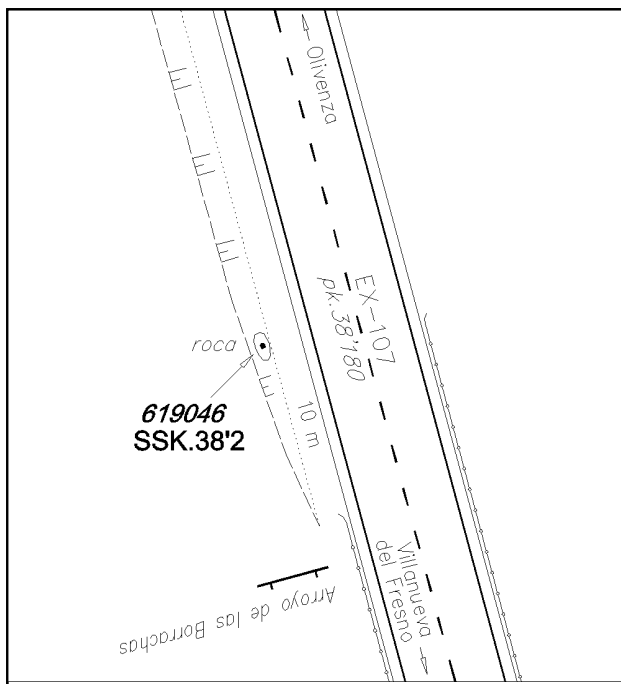 ← Olivenza
EX-107
pk.38'180
roca
619046
SSK.38'2
10 m
Villanueva
del Fresno →
Arroyo de las Borrachas